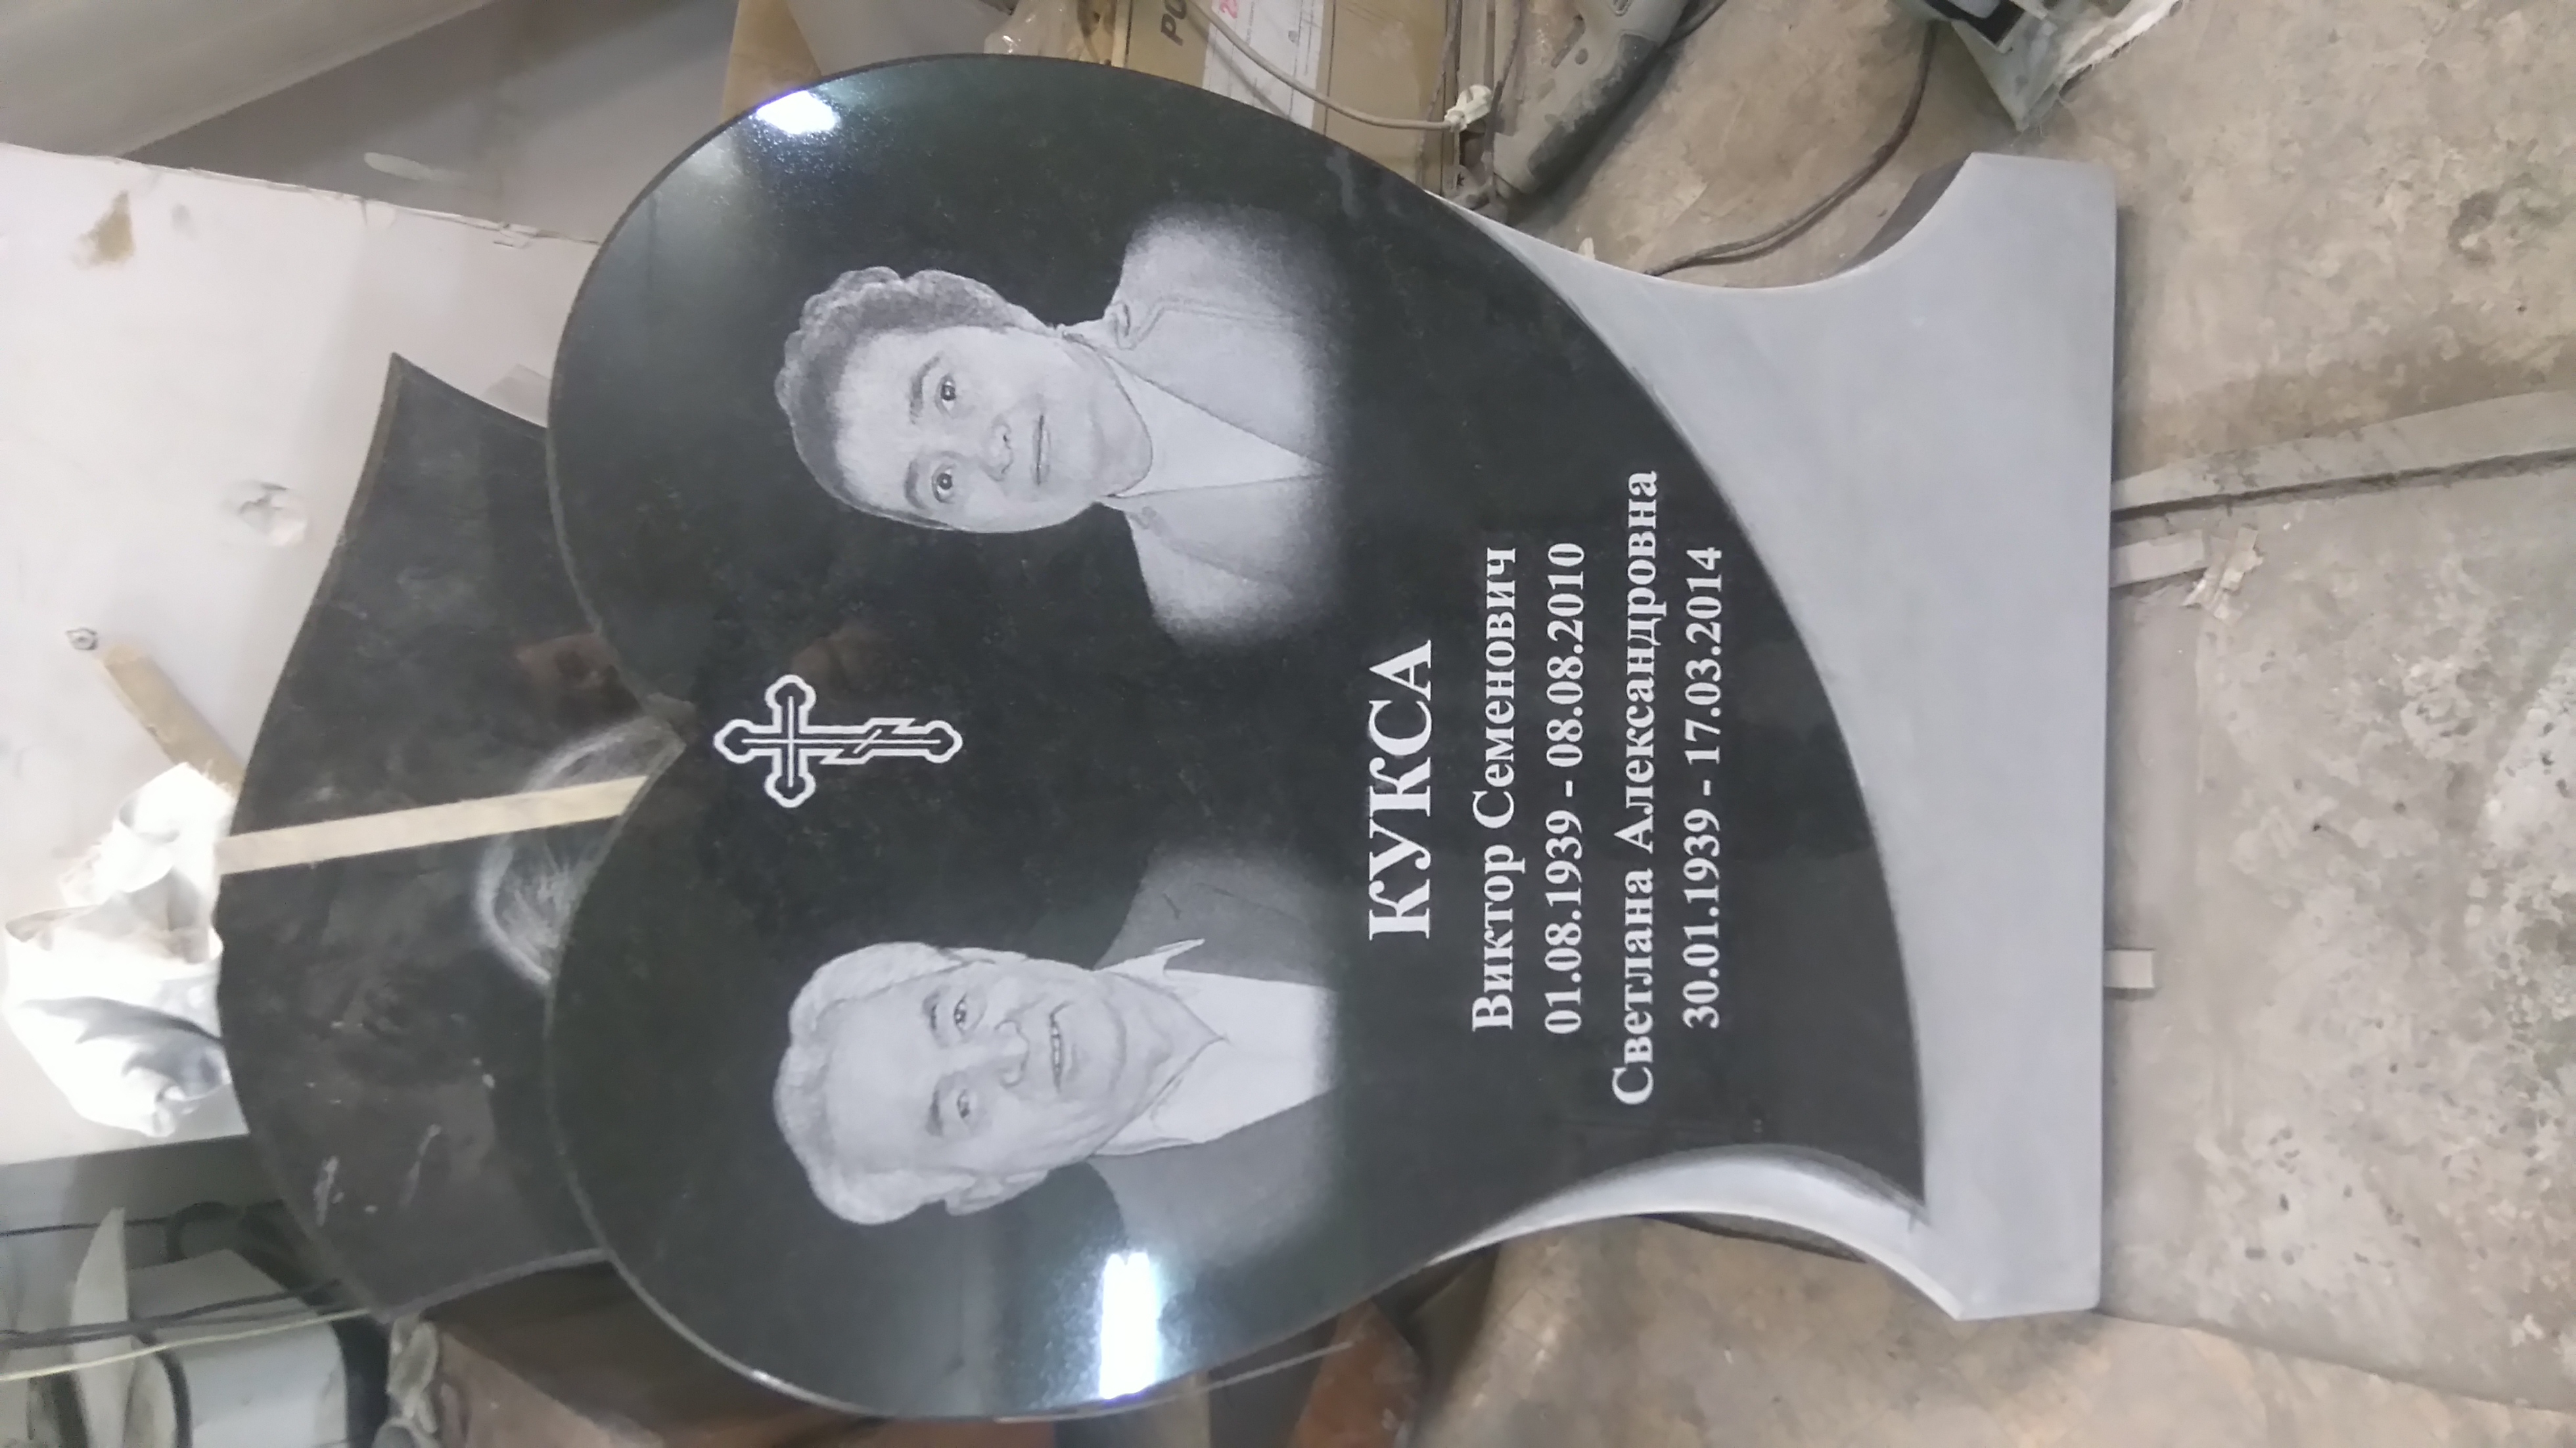 КУКСА
Виктор Семенович
01.08.1939 - 08.08.2010
Светлана Александровна
30.01.1939 - 17.03.2014